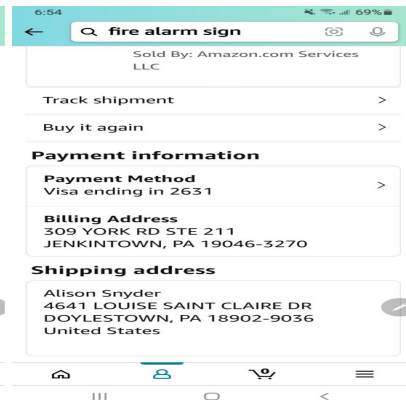 6:54 69%
fire alarm sign
Sold By: Amazon.com Services
LLC
Track shipment >
Buy it again >
Payment information
Payment Method >
Visa ending in 2631
Billing Address
309 YORK RD STE 211
JENKINTOWN, PA 19046-3270
Shipping address
Alison Snyder
4641 LOUISE SAINT CLAIRE DR
DOYLESTOWN, PA 18902-9036
United States
0